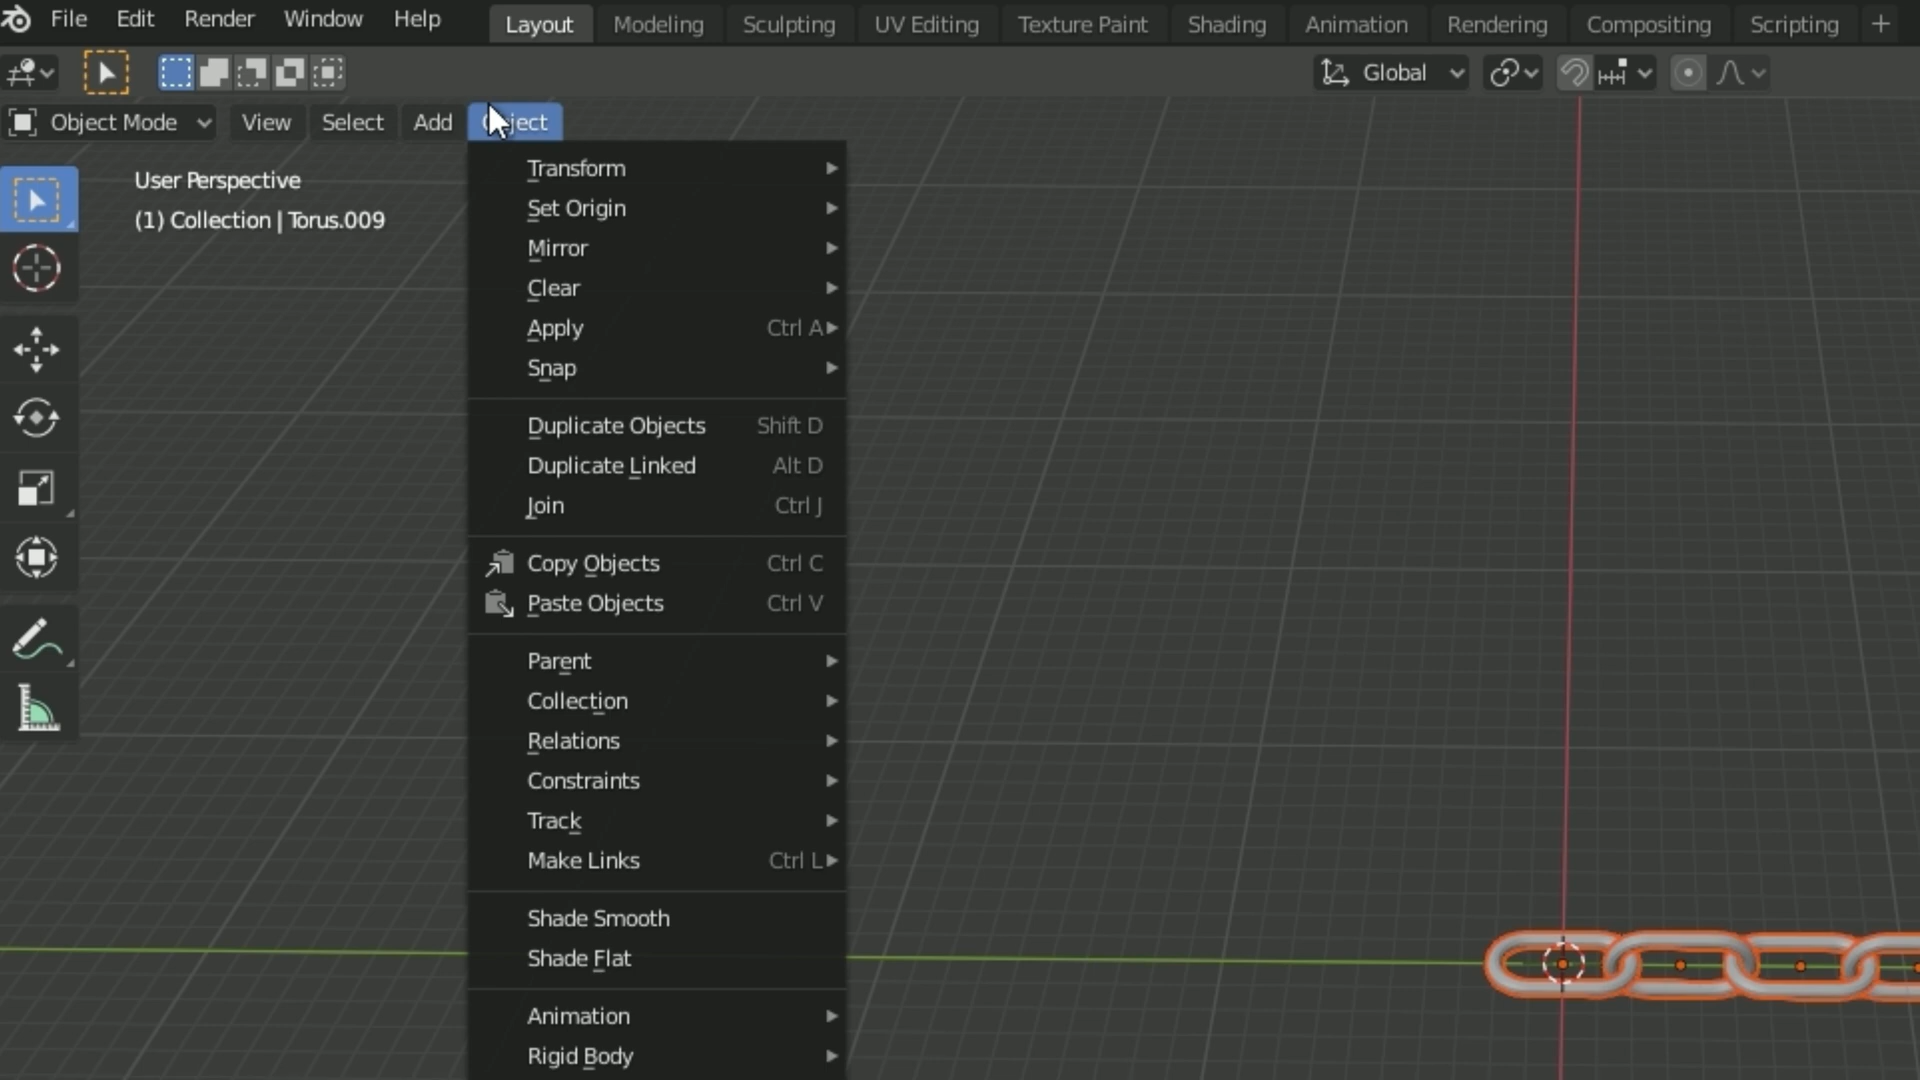 File Edit Render Window Help Layout Modeling Sculpting UV Editing Texture Paint Shading Animation Rendering Compositing Scripting +
Global
Object Mode View Select Add ject
User Perspective
(1) Collection | Torus.009
Transform
Set Origin
Mirror
Clear
Apply Ctrl A
Snap
Duplicate Objects Shift D
Duplicate Linked Alt D
Join Ctrl J
Copy Objects Ctrl C
Paste Objects Ctrl V
Parent
Collection
Relations
Constraints
Track
Make Links Ctrl L
Shade Smooth
Shade Flat
Animation
Rigid Body